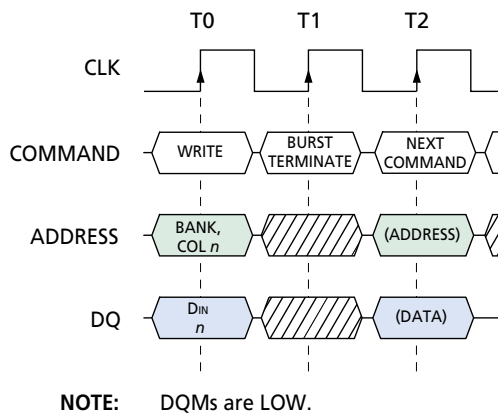 T0 T1 T2
CLK
COMMAND WRITE BURST TERMINATE NEXT COMMAND
ADDRESS BANK, COL n (ADDRESS)
DQ DIN n (DATA)
NOTE: DQMs are LOW.